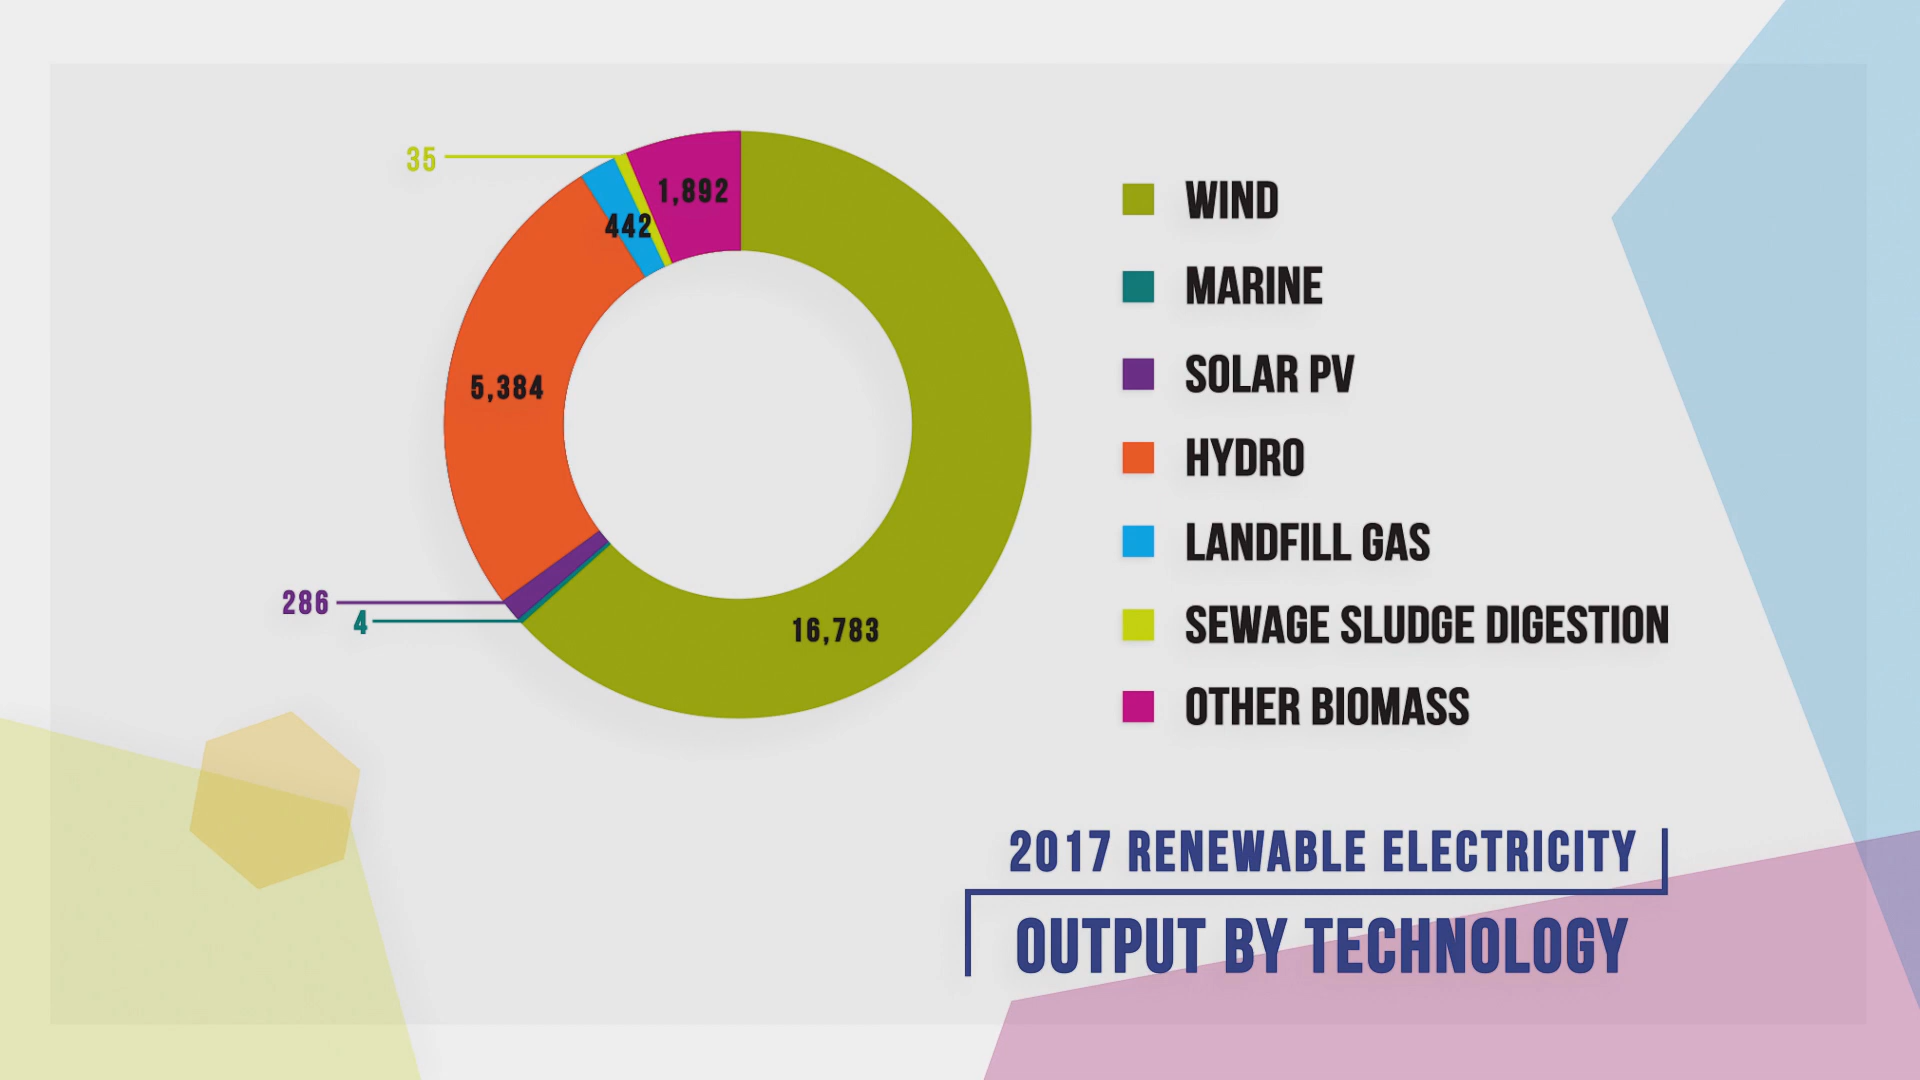 35
1,892
442
5,384
286
4
16,783
WIND
MARINE
SOLAR PV
HYDRO
LANDFILL GAS
SEWAGE SLUDGE DIGESTION
OTHER BIOMASS
2017 RENEWABLE ELECTRICITY
OUTPUT BY TECHNOLOGY